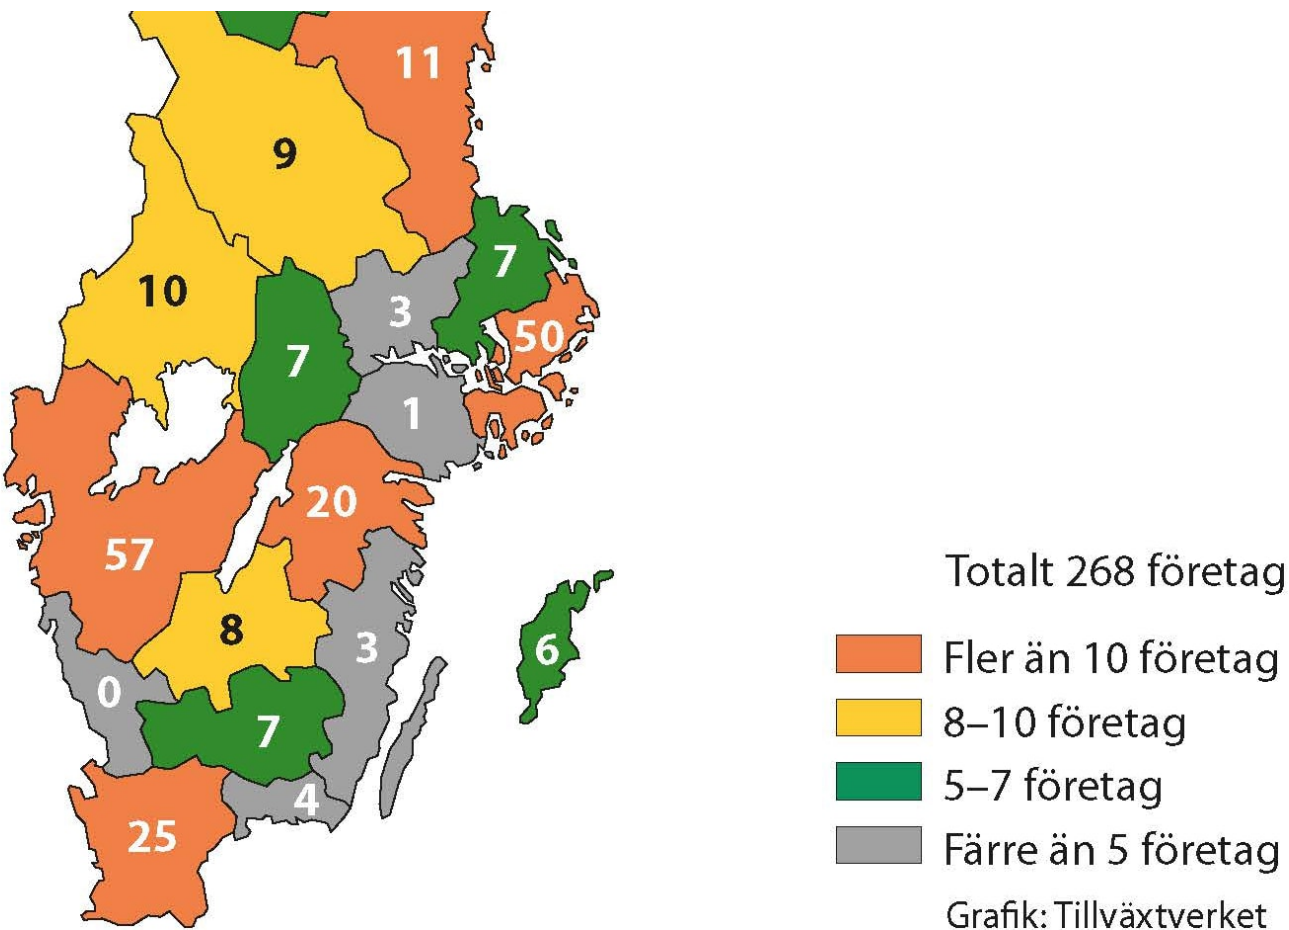 11
9
7
10
3
50
7
1
20
57
8
3
6
0
7
4
25
Totalt 268 företag
Fler än 10 företag
8–10 företag
5–7 företag
Färre än 5 företag
Grafik: Tillväxtverket